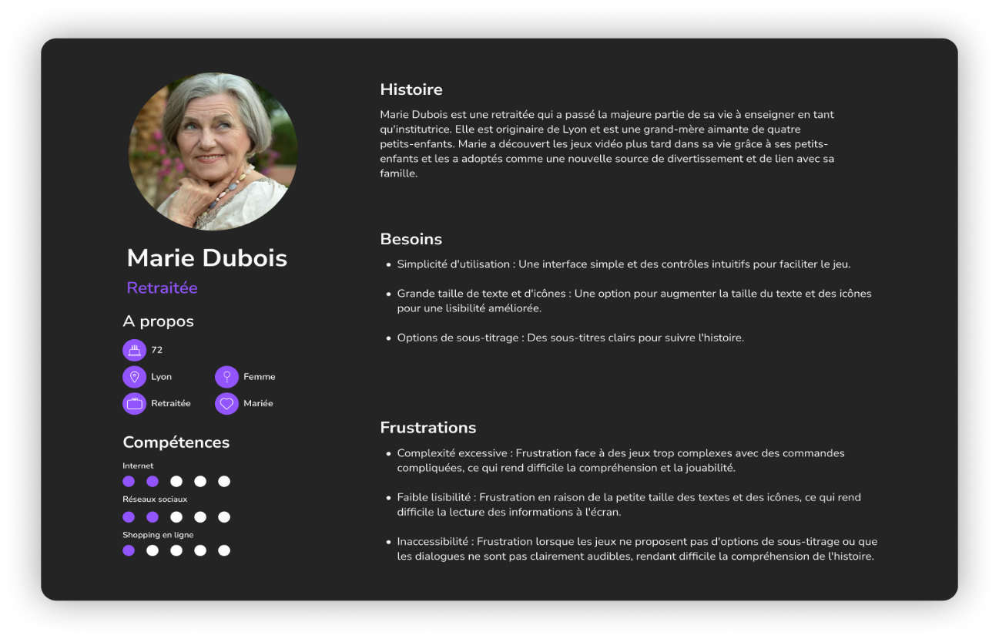 Marie Dubois
Retraitée
A propos
72
Lyon
Femme
Retraitée
Mariée
Compétences
Internet
Réseaux sociaux
Shopping en ligne
Histoire
Marie Dubois est une retraitée qui a passé la majeure partie de sa vie à enseigner en tant
qu'institutrice. Elle est originaire de Lyon et est une grand-mère aimante de quatre
petits-enfants. Marie a découvert les jeux vidéo plus tard dans sa vie grâce à ses petits-
enfants et les a adoptés comme une nouvelle source de divertissement et de lien avec sa
famille.
Besoins
• Simplicité d'utilisation : Une interface simple et des contrôles intuitifs pour faciliter le jeu.
• Grande taille de texte et d'icônes : Une option pour augmenter la taille du texte et des icônes
pour une lisibilité améliorée.
• Options de sous-titrage : Des sous-titres clairs pour suivre l'histoire.
Frustrations
• Complexité excessive : Frustration face à des jeux trop complexes avec des commandes
compliquées, ce qui rend difficile la compréhension et la jouabilité.
• Faible lisibilité : Frustration en raison de la petite taille des textes et des icônes, ce qui rend
difficile la lecture des informations à l'écran.
• Inaccessibilité : Frustration lorsque les jeux ne proposent pas d'options de sous-titrage ou que
les dialogues ne sont pas clairement audibles, rendant difficile la compréhension de l'histoire.